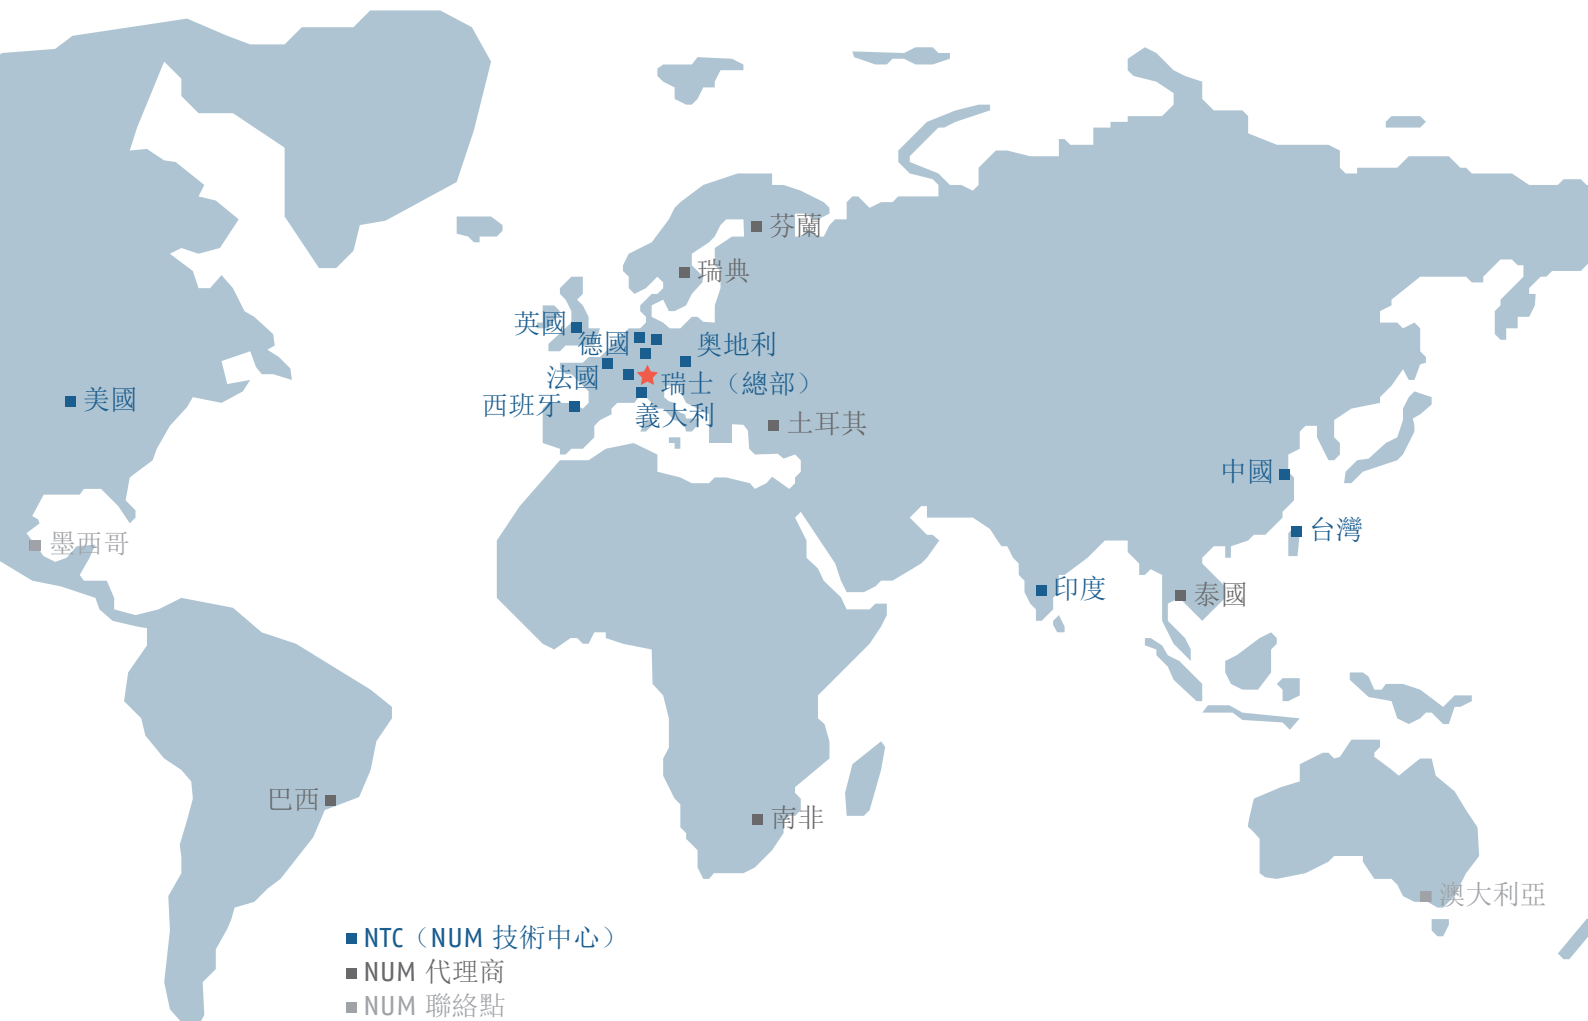 芬蘭
瑞典
英國
德國
奧地利
法國
瑞士（總部）
美國
西班牙
義大利
土耳其
中國
台灣
墨西哥
印度
泰國
巴西
南非
澳大利亞
NTC（NUM 技術中心）
NUM 代理商
NUM 聯絡點